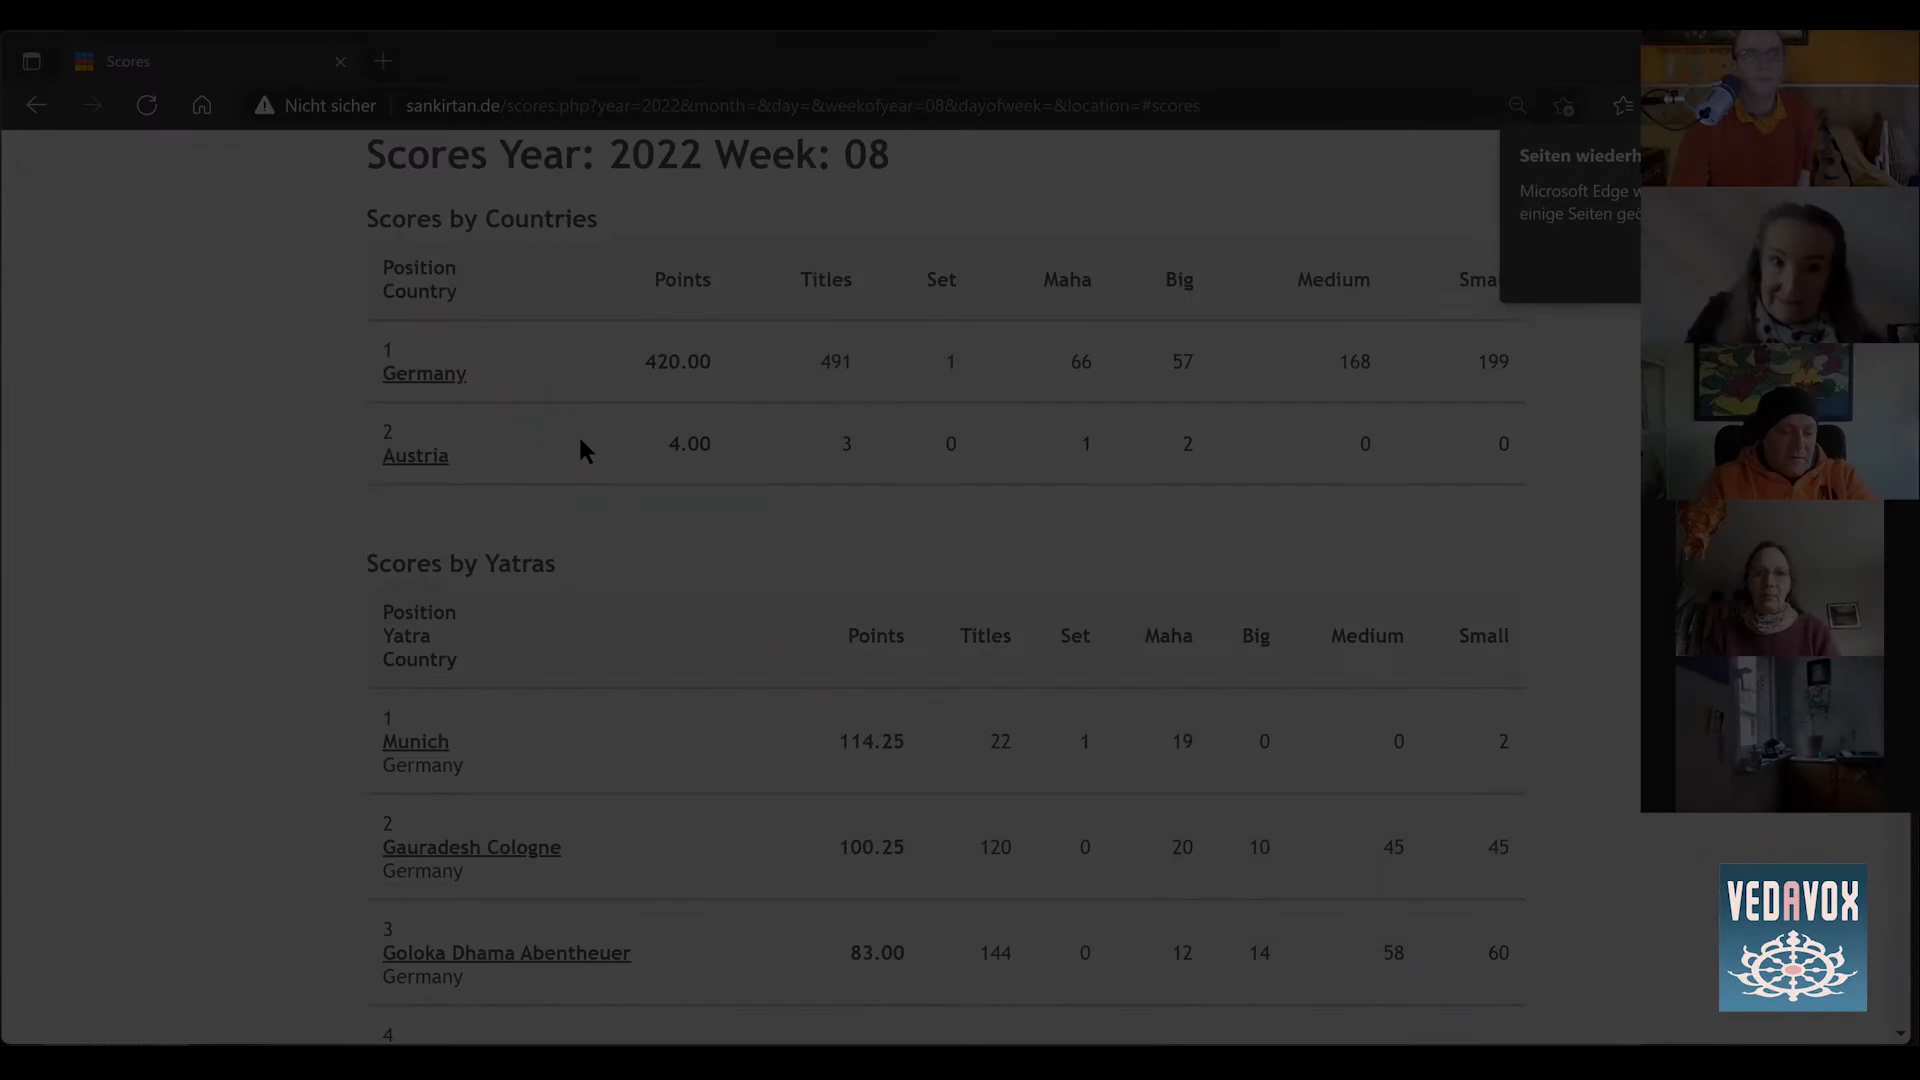 Scores
Nicht sicher
sankirtan.de/scores.php?year=2022&month=&day=&weekofyear=08&dayofweek=&location=#scores
Scores Year: 2022 Week: 08
Seiten wiederh
Microsoft Edge w
einige Seiten geö
Scores by Countries
Position
Country Points Titles Set Maha Big Medium Sma
1
Germany 420.00 491 1 66 57 168 199
2
Austria 4.00 3 0 1 2 0 0
Scores by Yatras
Position
Yatra
Country Points Titles Set Maha Big Medium Small
1
Munich 114.25 22 1 19 0 0 2
Germany
2
Gauradesh Cologne 100.25 120 0 20 10 45 45
Germany
3
Goloka Dhama Abentheuer 83.00 144 0 12 14 58 60
Germany
4
VEDAVOX